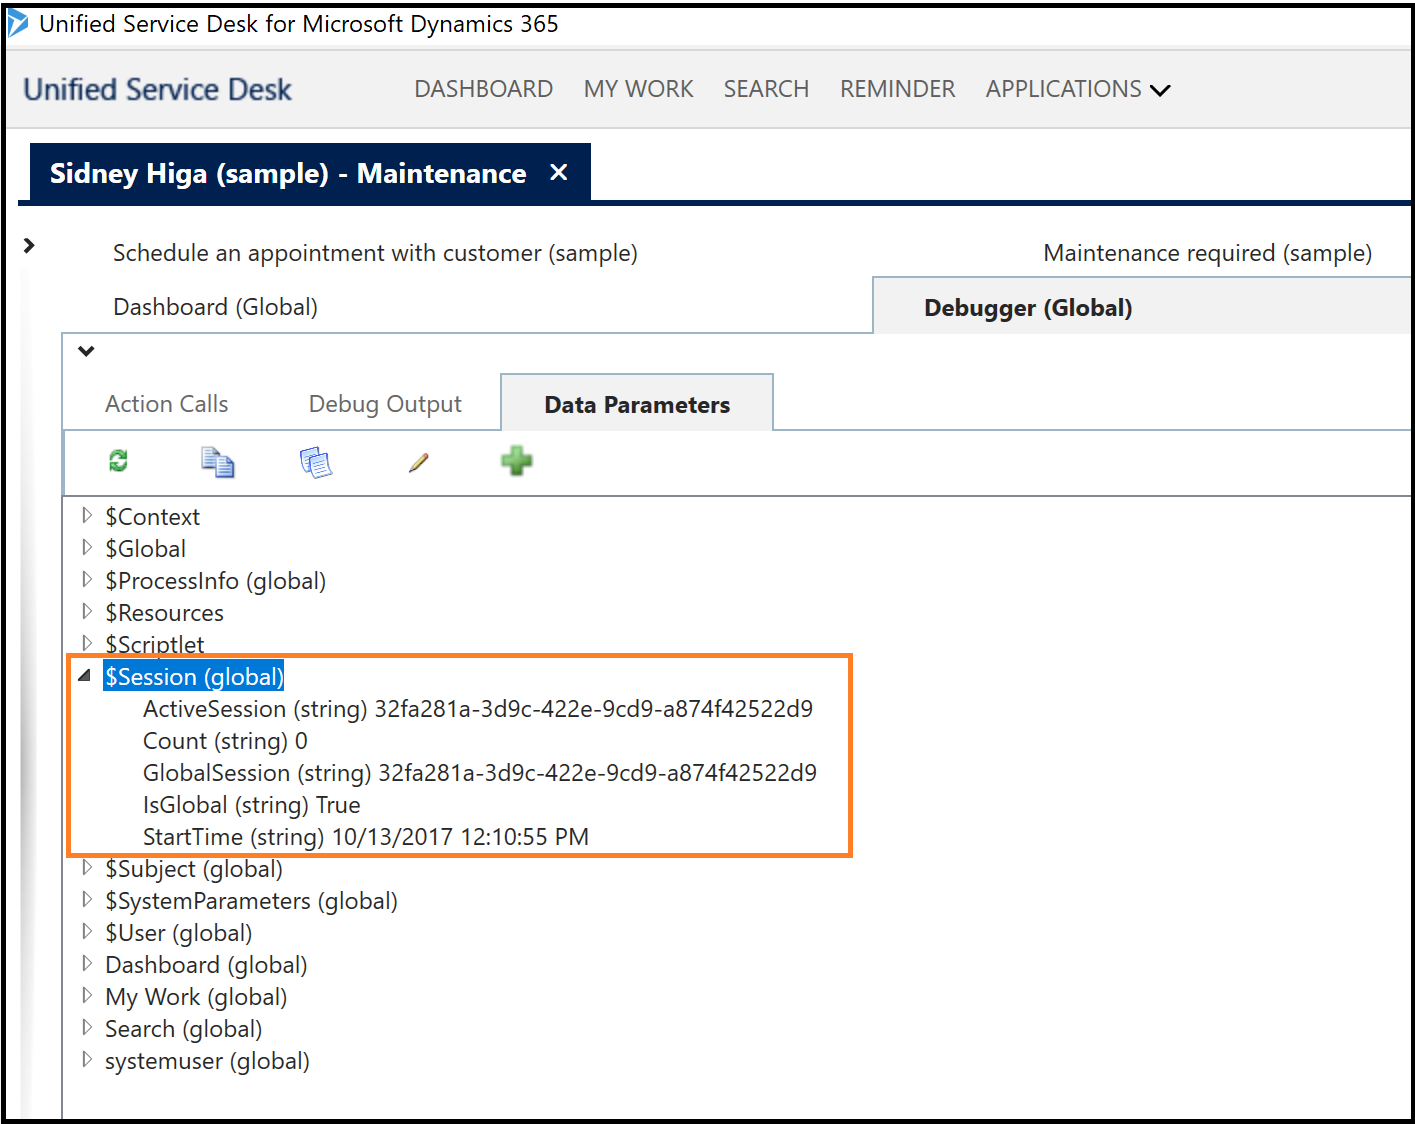 Unified Service Desk for Microsoft Dynamics 365
Unified Service Desk DASHBOARD MY WORK SEARCH REMINDER APPLICATIONS
Sidney Higa (sample) - Maintenance
Schedule an appointment with customer (sample) Maintenance required (sample)
Dashboard (Global) Debugger (Global)
Action Calls Debug Output Data Parameters
$Context
$Global
$ProcessInfo (global)
$Resources
$Scriptlet
$Session (global)
ActiveSession (string) 32fa281a-3d9c-422e-9cd9-a874f42522d9
Count (string) 0
GlobalSession (string) 32fa281a-3d9c-422e-9cd9-a874f42522d9
IsGlobal (string) True
StartTime (string) 10/13/2017 12:10:55 PM
$Subject (global)
$SystemParameters (global)
$User (global)
Dashboard (global)
My Work (global)
Search (global)
systemuser (global)